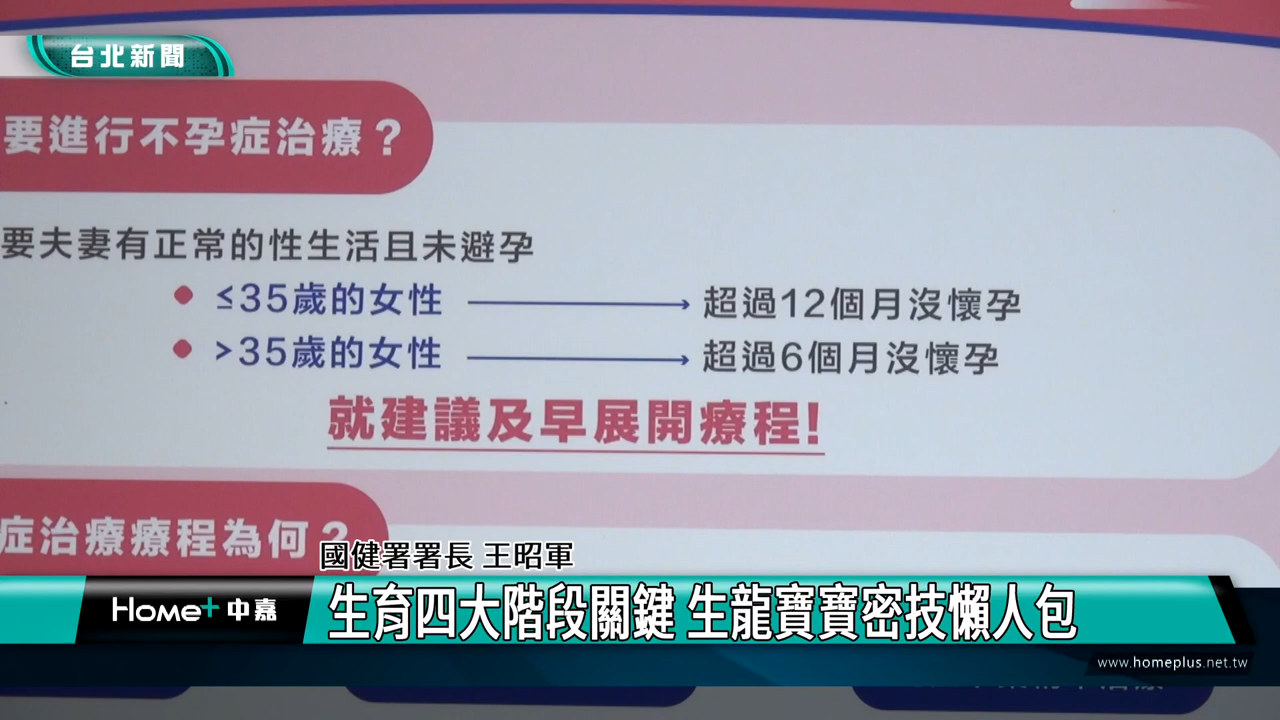 台北新聞
要進行不孕症治療？
要夫妻有正常的性生活且未避孕
≤35歲的女性 超過12個月沒懷孕
>35歲的女性 超過6個月沒懷孕
就建議及早展開療程!
症治療療程為何？
國健署署長 王昭軍
Home+中嘉 生育四大階段關鍵 生龍寶寶密技懶人包
www.homeplus.net.tw